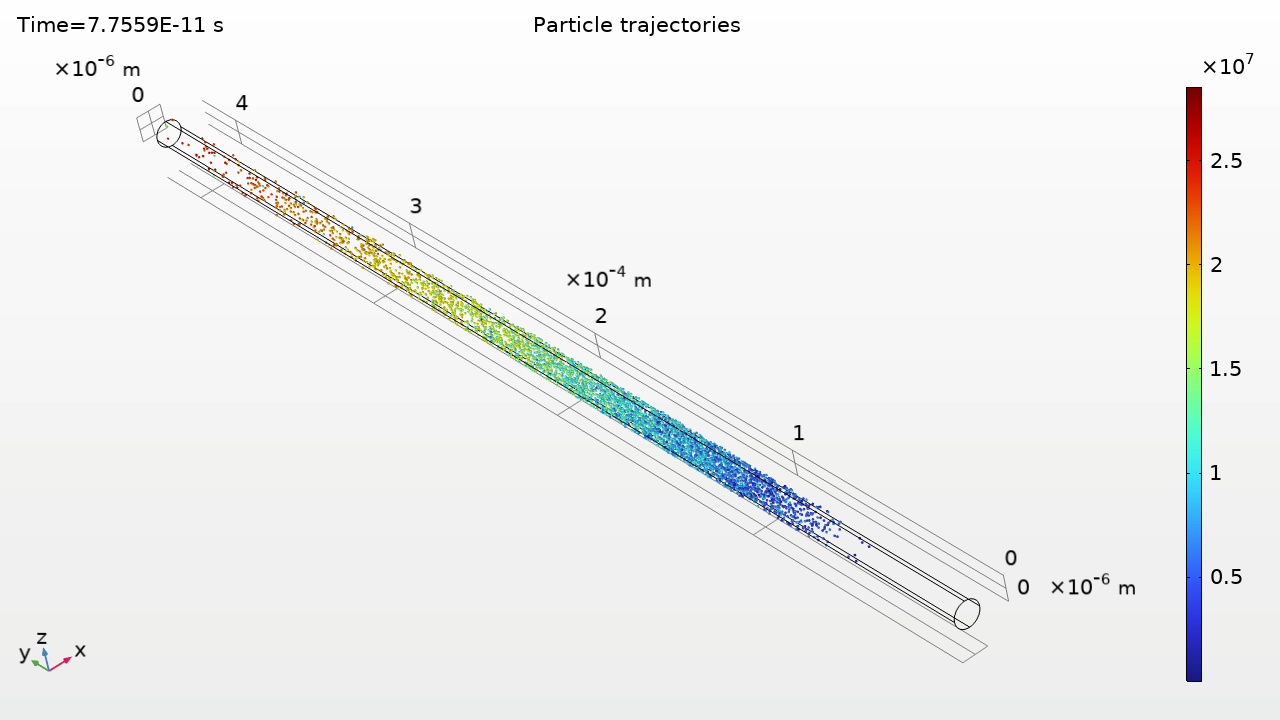 Time=7.7559E-11 s
Particle trajectories
×10⁷
×10⁻⁶ m
0
4
3
×10⁻⁴ m
2
1
0
0 ×10⁻⁶ m
2.5
2
1.5
1
0.5
z
y
x